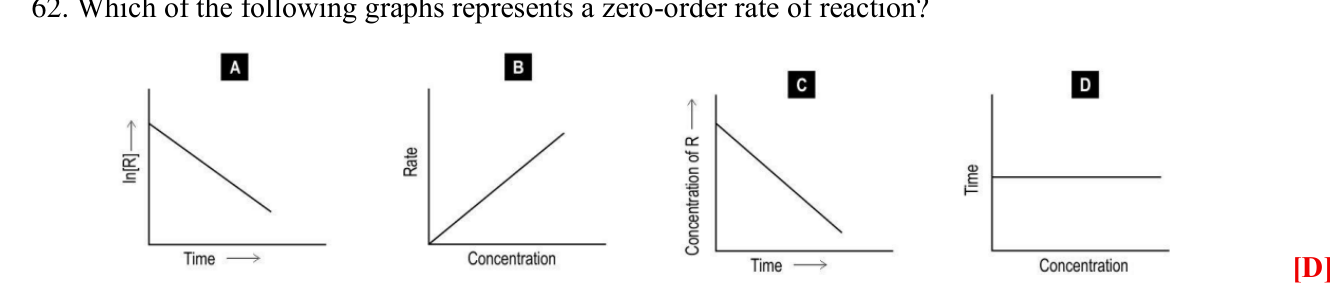 62. Which of the following graphs represents a zero-order rate of reaction?
A
B
C
D
ln[R]
Time
Rate
Concentration
Concentration of R
Time
Time
Concentration
[D]